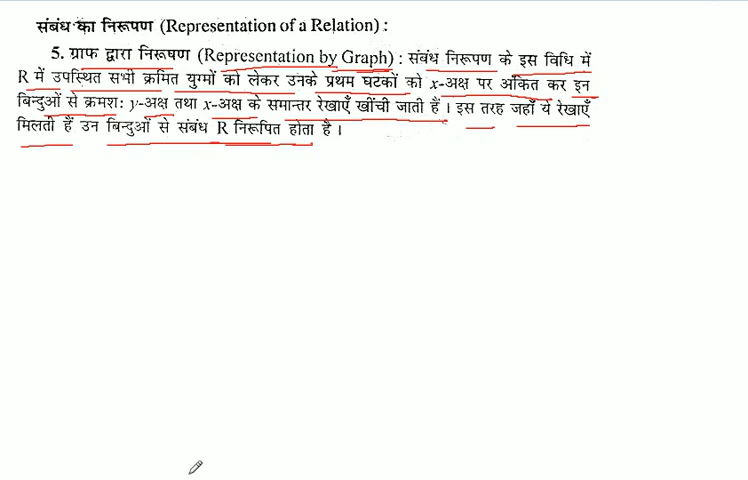 संबंध का निरूपण (Representation of a Relation) :
5. ग्राफ द्वारा निरूषण (Representation by Graph) : संबंध निरूपण के इस विधि में
R में उपस्थित सभी क्रमित युग्मों को लेकर उनके प्रथम घटकों को x-अक्ष पर अंकित कर इन
बिन्दुओं से क्रमशः y-अक्ष तथा x-अक्ष के समान्तर रेखाएँ खींची जाती हैं । इस तरह जहाँ ये रेखाएँ
मिलती हैं उन बिन्दुओं से संबंध R निरूपित होता है ।